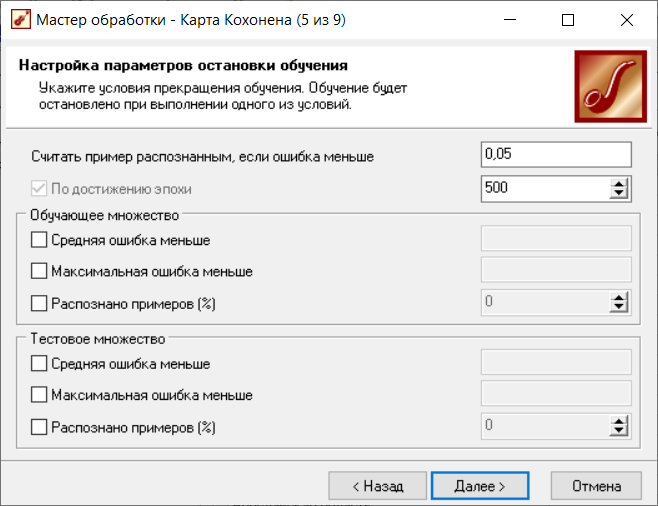 Мастер обработки - Карта Кохонена (5 из 9)
Настройка параметров остановки обучения
Укажите условия прекращения обучения. Обучение будет
остановлено при выполнении одного из условий.
Считать пример распознанным, если ошибка меньше 0,05
По достижению эпохи 500
Обучающее множество
Средняя ошибка меньше
Максимальная ошибка меньше
Распознано примеров (%) 0
Тестовое множество
Средняя ошибка меньше
Максимальная ошибка меньше
Распознано примеров (%) 0
< Назад Далее > Отмена